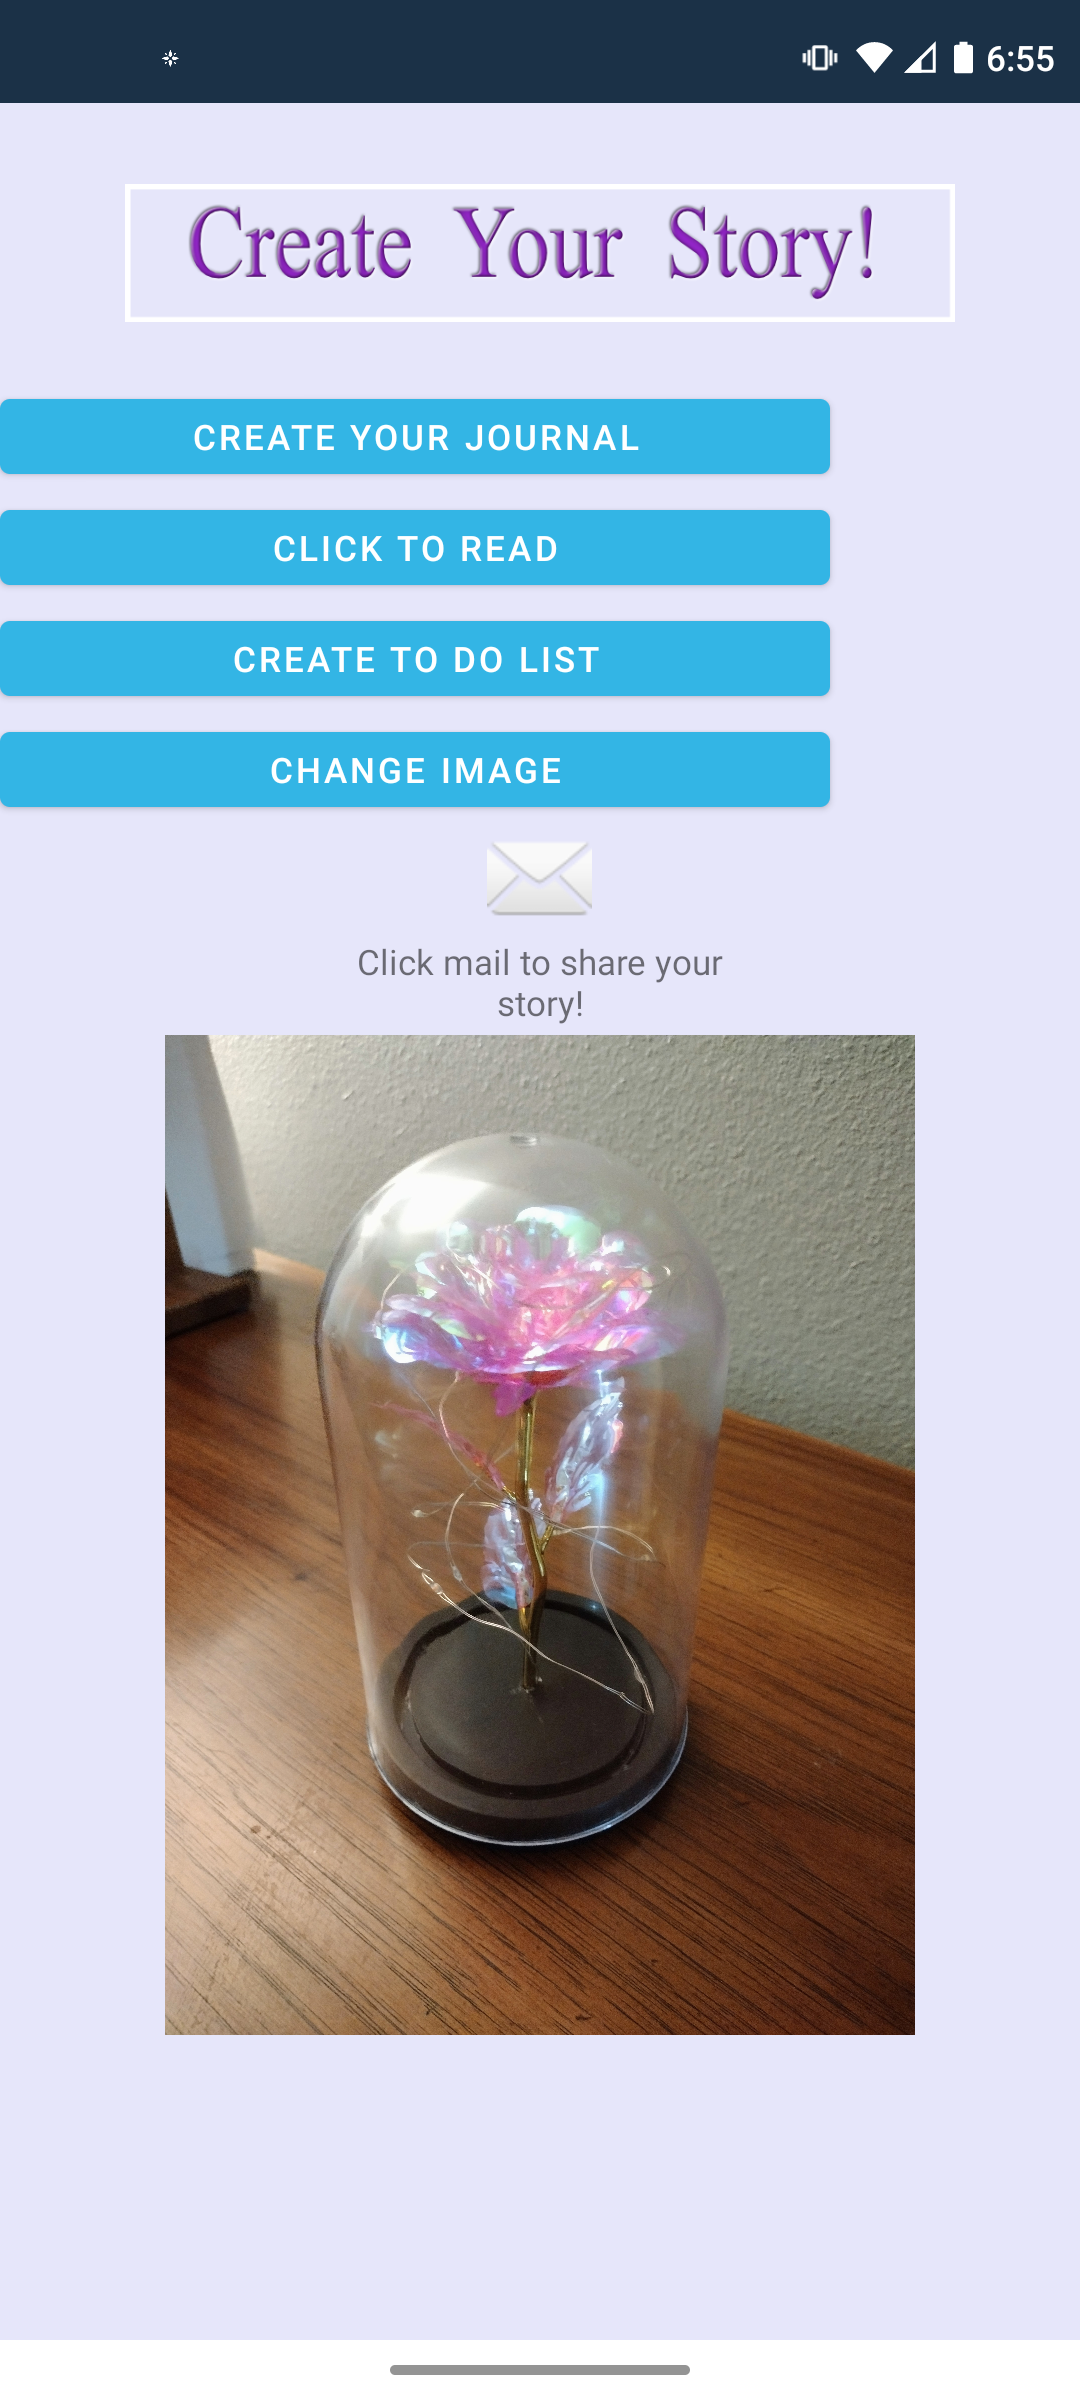 6:55
Create Your Story!
CREATE YOUR JOURNAL
CLICK TO READ
CREATE TO DO LIST
CHANGE IMAGE
Click mail to share your
story!